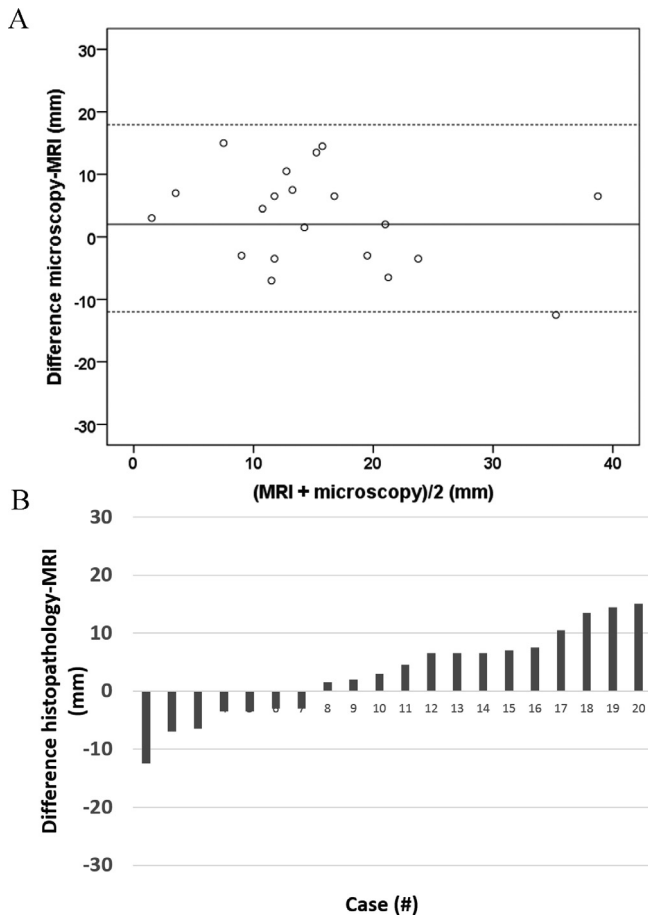 A
Difference microscopy-MRI (mm)
30
20
10
0
-10
-20
-30
0 10 20 30 40
(MRI + microscopy)/2 (mm)
B
Difference histopathology-MRI
(mm)
30
20
10
0
-10
-20
-30
7 8 9 10 11 12 13 14 15 16 17 18 19 20
Case (#)